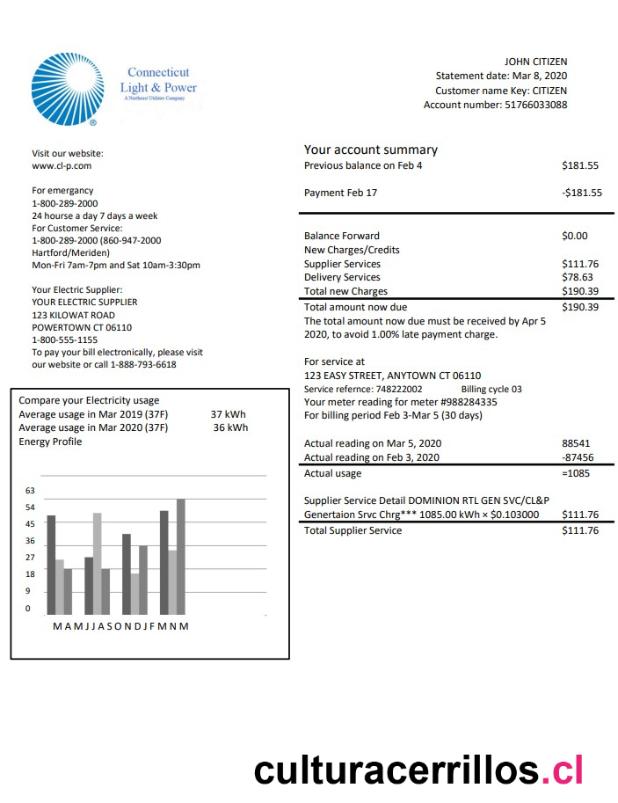 Connecticut
Light & Power
A Northeast Utilities Company
®
JOHN CITIZEN
Statement date: Mar 8, 2020
Customer name Key: CITIZEN
Account number: 51766033088
Visit our website:
www.cl-p.com
For emergancy
1-800-289-2000
24 hourse a day 7 days a week
For Customer Service:
1-800-289-2000 (860-947-2000
Hartford/Meriden)
Mon-Fri 7am-7pm and Sat 10am-3:30pm
Your Electric Supplier:
YOUR ELECTRIC SUPPLIER
123 KILOWAT ROAD
POWERTOWN CT 06110
1-800-555-1155
To pay your bill electronically, please visit
our website or call 1-888-793-6618
Compare your Electricity usage
Average usage in Mar 2019 (37F) 37 kWh
Average usage in Mar 2020 (37F) 36 kWh
Energy Profile
63
54
45
36
27
18
9
0
M A M J J A S O N D J F M N M
Your account summary
Previous balance on Feb 4 $181.55
Payment Feb 17 -$181.55
Balance Forward $0.00
New Charges/Credits
Supplier Services $111.76
Delivery Services $78.63
Total new Charges $190.39
Total amount now due $190.39
The total amount now due must be received by Apr 5
2020, to avoid 1.00% late payment charge.
For service at
123 EASY STREET, ANYTOWN CT 06110
Service refernce: 748222002 Billing cycle 03
Your meter reading for meter #988284335
For billing period Feb 3-Mar 5 (30 days)
Actual reading on Mar 5, 2020 88541
Actual reading on Feb 3, 2020 -87456
Actual usage =1085
Supplier Service Detail DOMINION RTL GEN SVC/CL&P
Genertaion Srvc Chrg*** 1085.00 kWh × $0.103000 $111.76
Total Supplier Service $111.76
culturacerrillos.cl